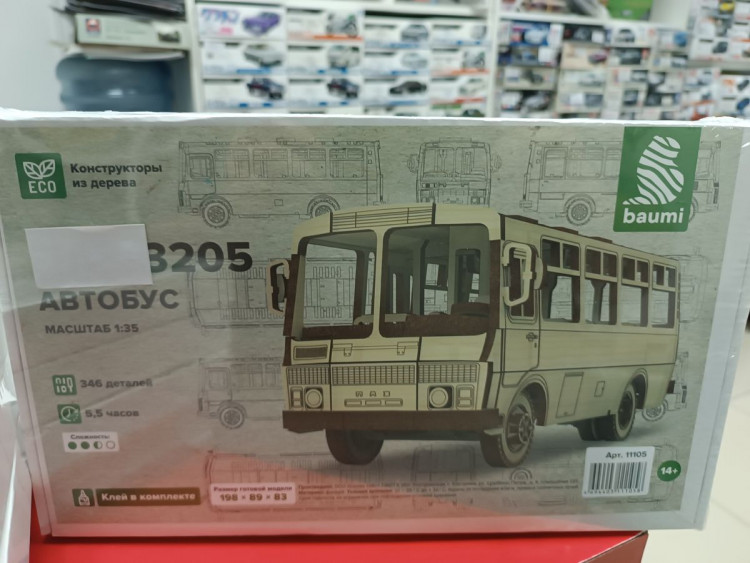 ECO
Конструкторы
из дерева
baumi
3205
АВТОБУС
МАСШТАБ 1:35
346 деталей
5,5 часов
Сложность:
Клей в комплекте
Размер готовой модели
198 × 89 × 83
Арт. 11105
14+